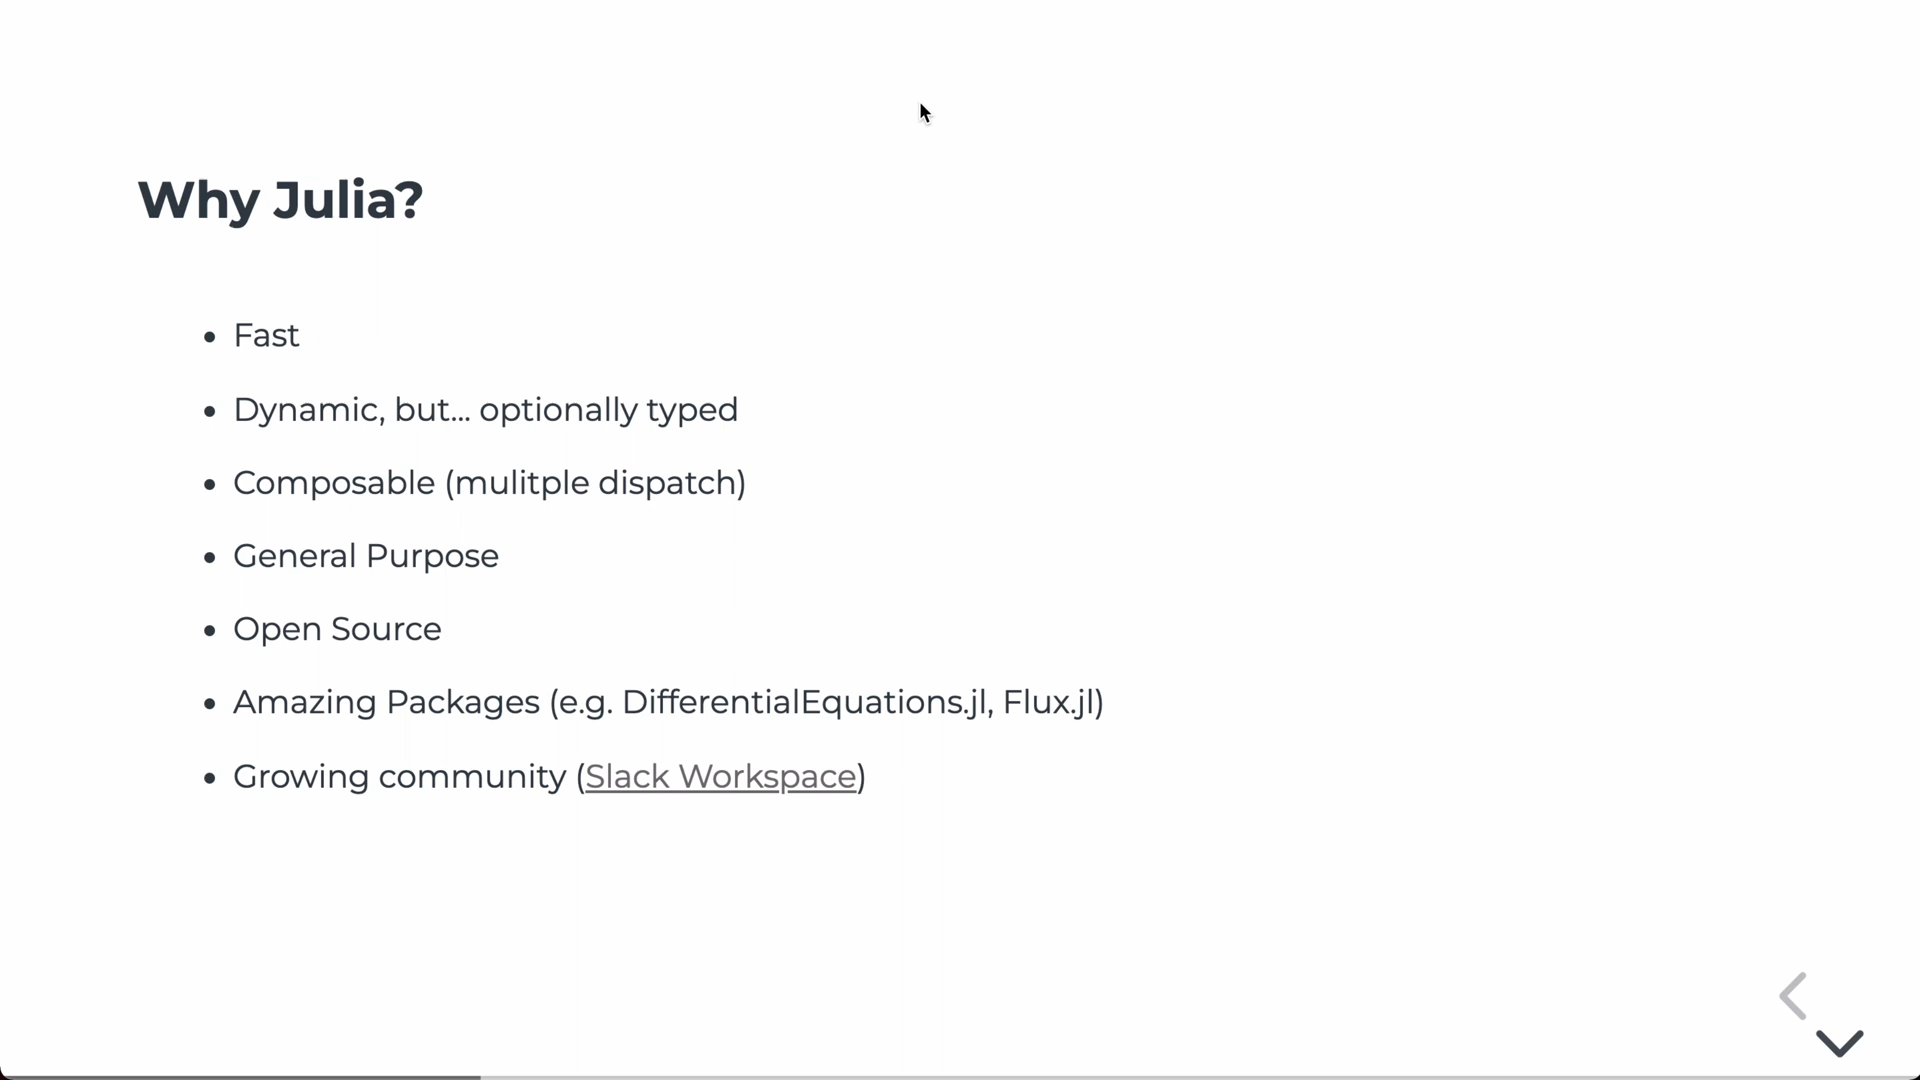 Why Julia?
• Fast
• Dynamic, but... optionally typed
• Composable (mulitple dispatch)
• General Purpose
• Open Source
• Amazing Packages (e.g. DifferentialEquations.jl, Flux.jl)
• Growing community (Slack Workspace)